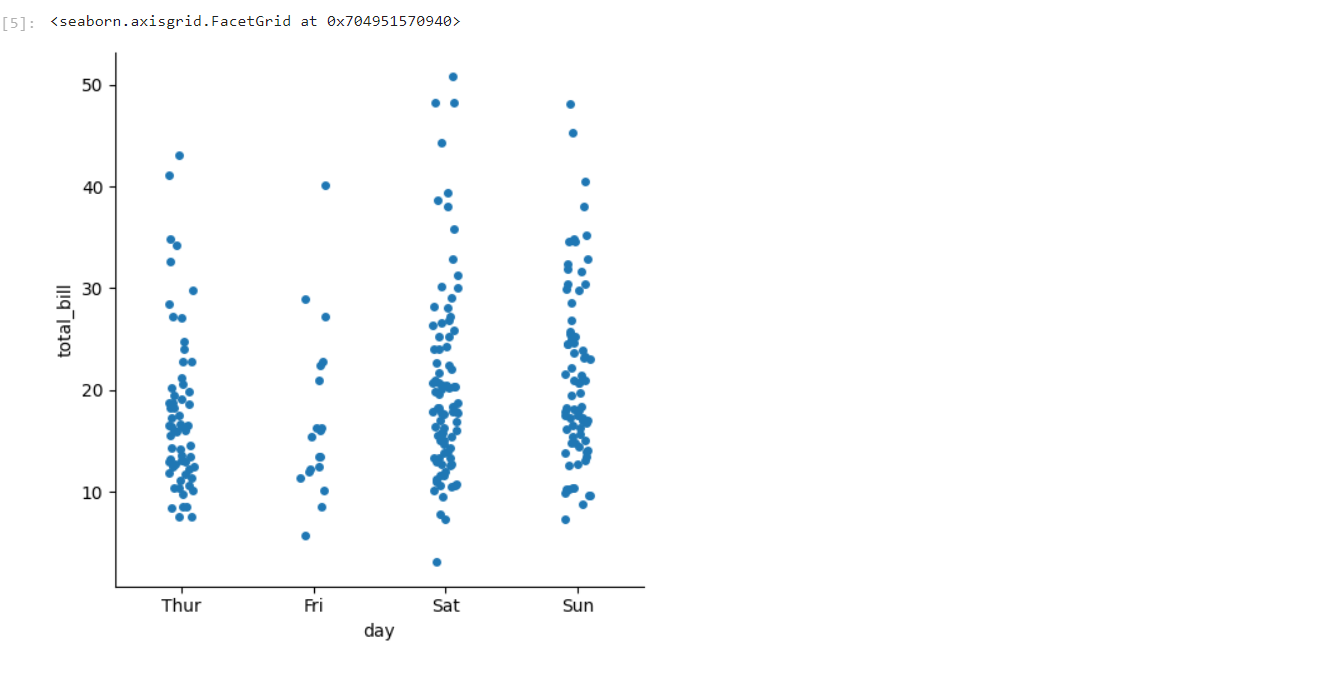 [5]: <seaborn.axisgrid.FacetGrid at 0x704951570940>
50
40
30
20
10
total_bill
Thur Fri Sat Sun
day